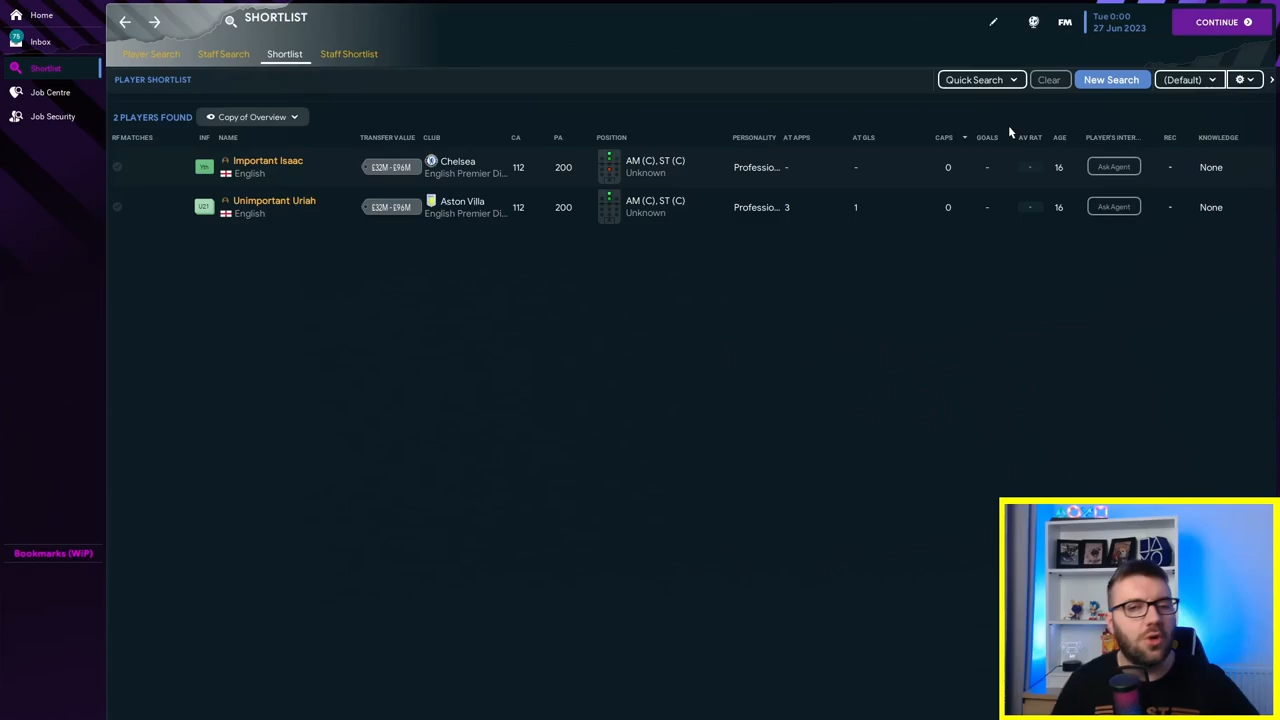 Home
SHORTLIST
FM
Tue 0:00
27 Jun 2023
CONTINUE
75
Inbox
Player Search
Staff Search
Shortlist
Staff Shortlist
Shortlist
PLAYER SHORTLIST
Quick Search
Clear
New Search
(Default)
Job Centre
Job Security
2 PLAYERS FOUND
Copy of Overview
RF MATCHES INF NAME TRANSFER VALUE CLUB CA PA POSITION PERSONALITY AT APPS AT GLS CAPS GOALS AV RAT AGE PLAYER'S INTER... REC KNOWLEDGE
Yth Important Isaac £32M - £96M Chelsea 112 200 AM (C), ST (C) Professio... - - 0 - - 16 Ask Agent - None
English English Premier Di... Unknown
U21 Unimportant Uriah £32M - £96M Aston Villa 112 200 AM (C), ST (C) Professio... 3 1 0 - - 16 Ask Agent - None
English English Premier Di... Unknown
Bookmarks (WiP)